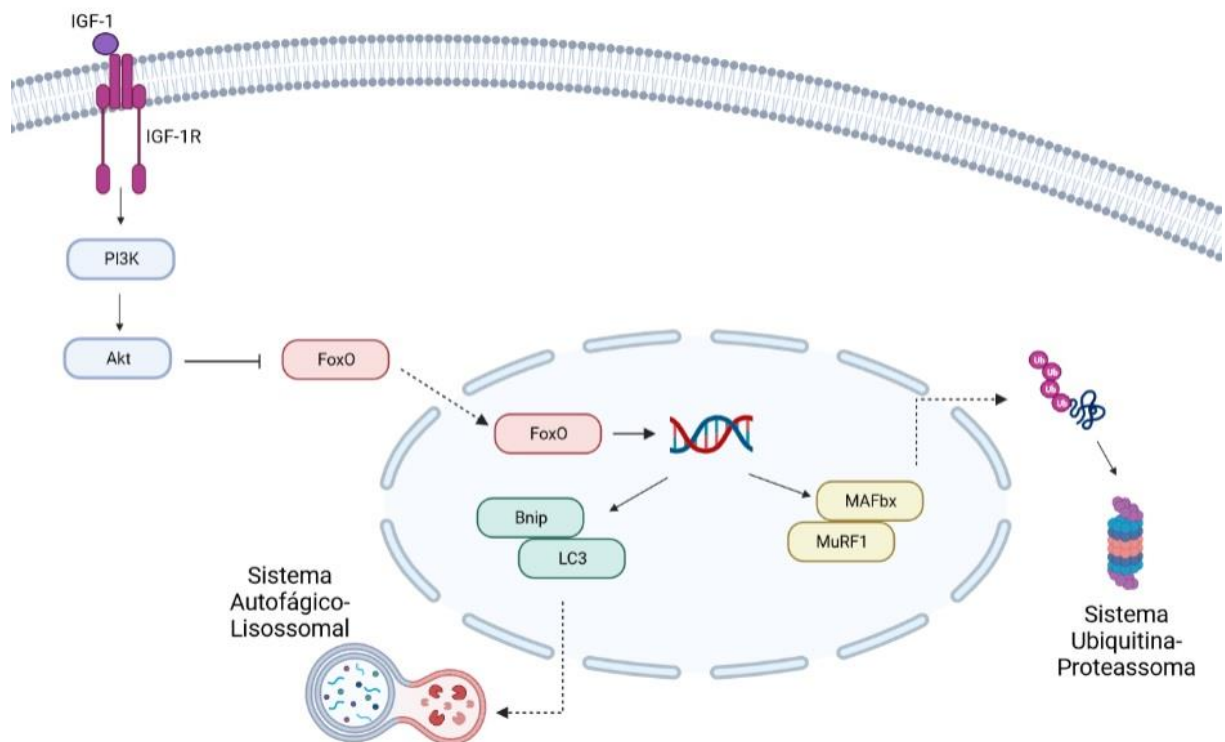 IGF-1
IGF-1R
PI3K
Akt
FoxO
FoxO
Bnip
LC3
MAFbx
MuRF1
Ub
Ub
Ub
Ub
Sistema
Autofágico-
Lisossomal
Sistema
Ubiquitina-
Proteassoma